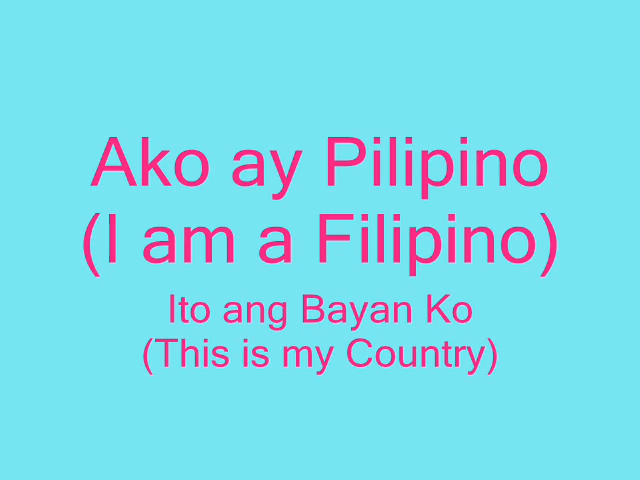 Ako ay Pilipino
(I am a Filipino)
Ito ang Bayan Ko
(This is my Country)